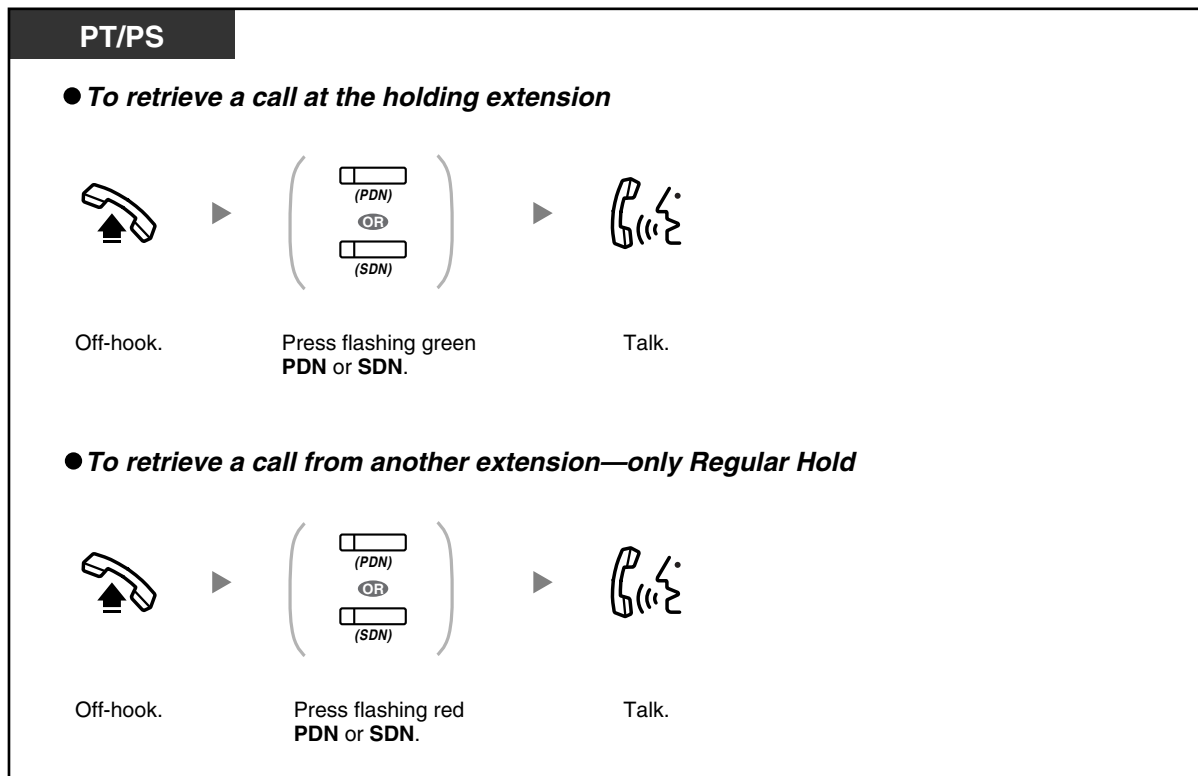 PT/PS
● To retrieve a call at the holding extension
(PDN)
OR
(SDN)
Off-hook.
Press flashing green
PDN or SDN.
Talk.
● To retrieve a call from another extension—only Regular Hold
(PDN)
OR
(SDN)
Off-hook.
Press flashing red
PDN or SDN.
Talk.